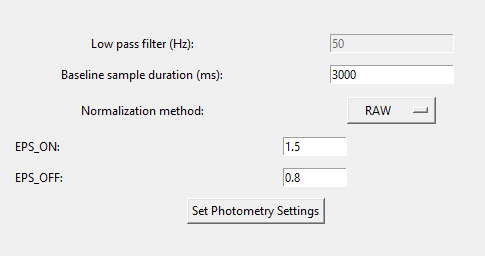 Low pass filter (Hz): 50
Baseline sample duration (ms): 3000
Normalization method: RAW
EPS_ON: 1.5
EPS_OFF: 0.8
Set Photometry Settings